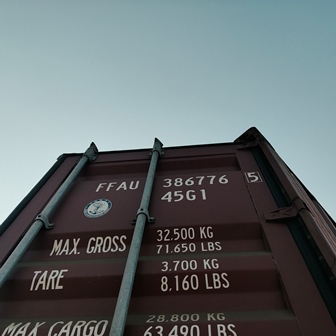 FFAU 386776 5
45G1
MAX. GROSS 32.500 KG
71.650 LBS
TARE 3.700 KG
8.160 LBS
MAX CARGO 28.800 KG
63.490 LBS